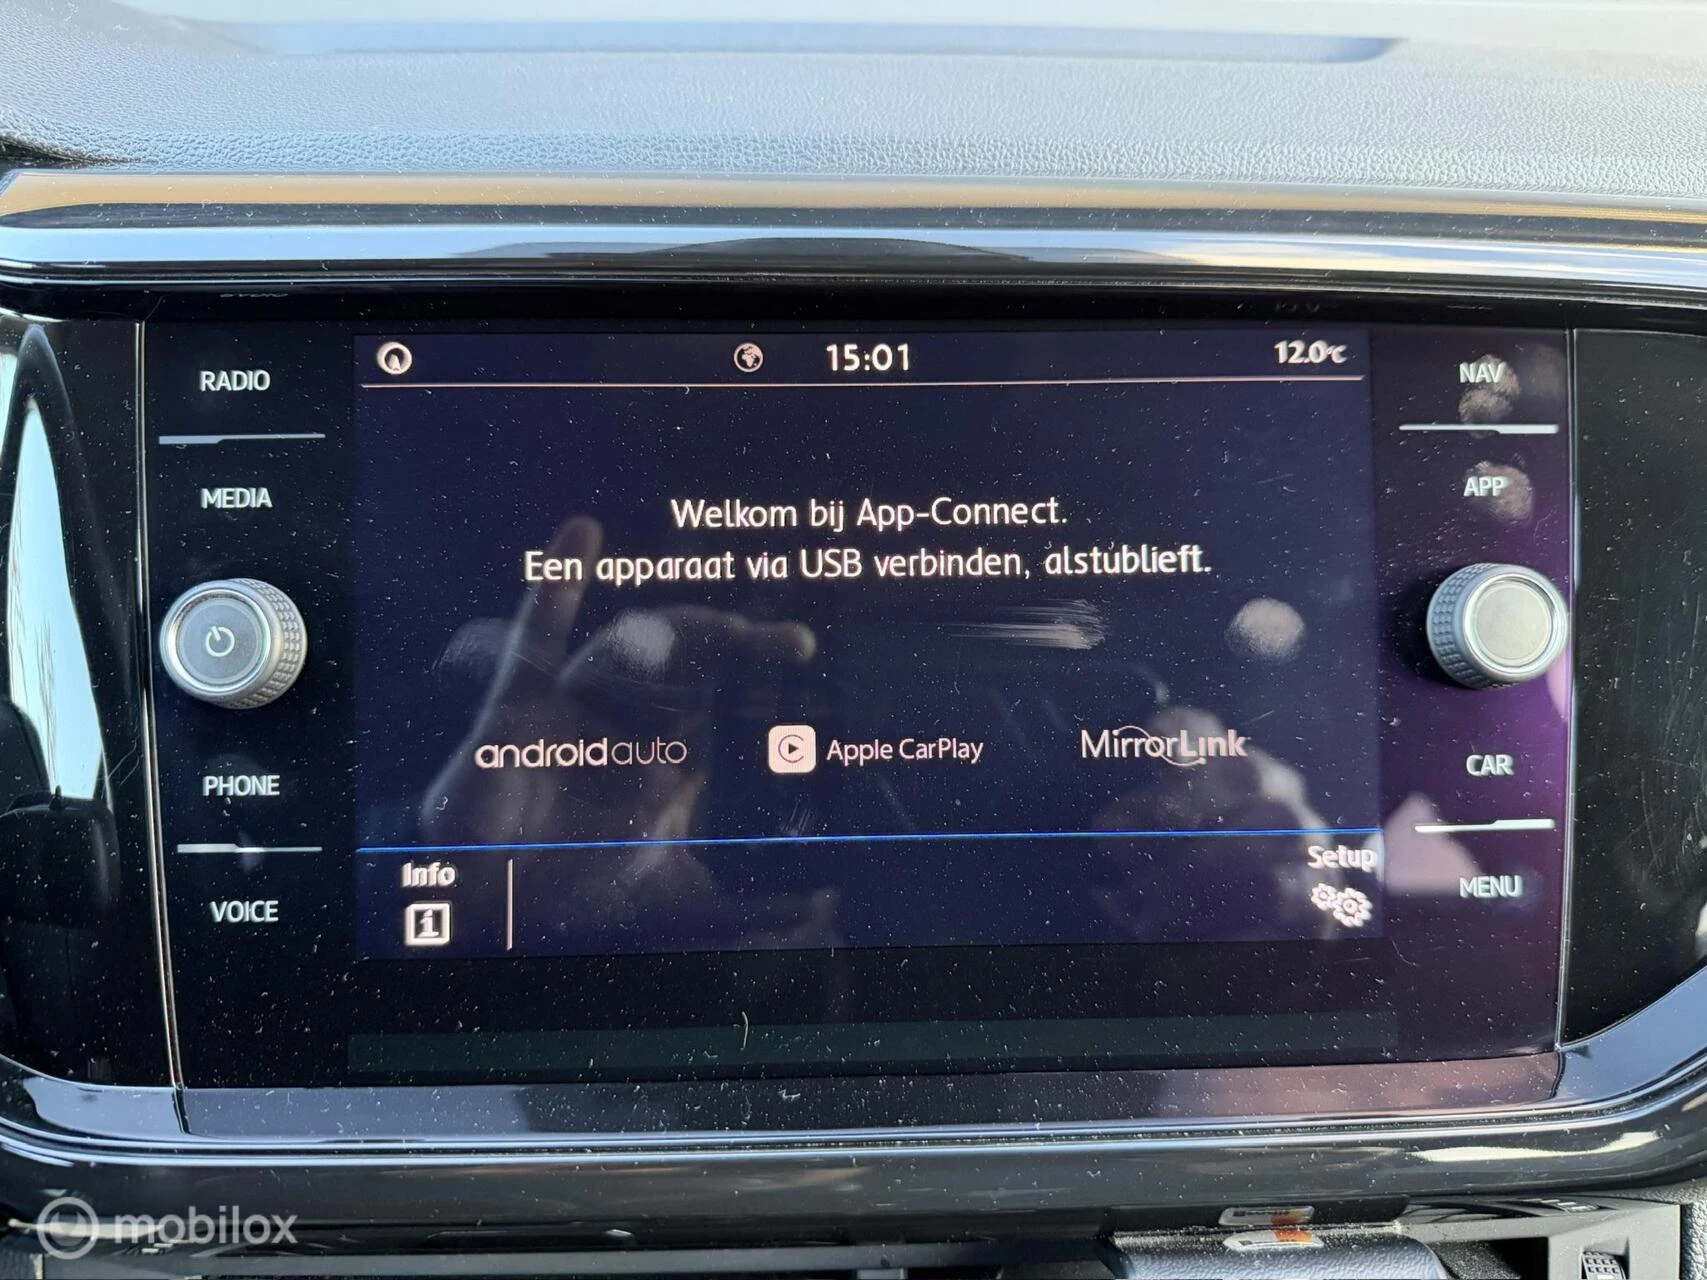 15:01
12.0°C
RADIO
MEDIA
PHONE
VOICE
NAV
APP
CAR
MENU
Welkom bij App-Connect.
Een apparaat via USB verbinden, alstublieft.
androidauto
Apple CarPlay
MirrorLink
Info
i
Setup
mobilox